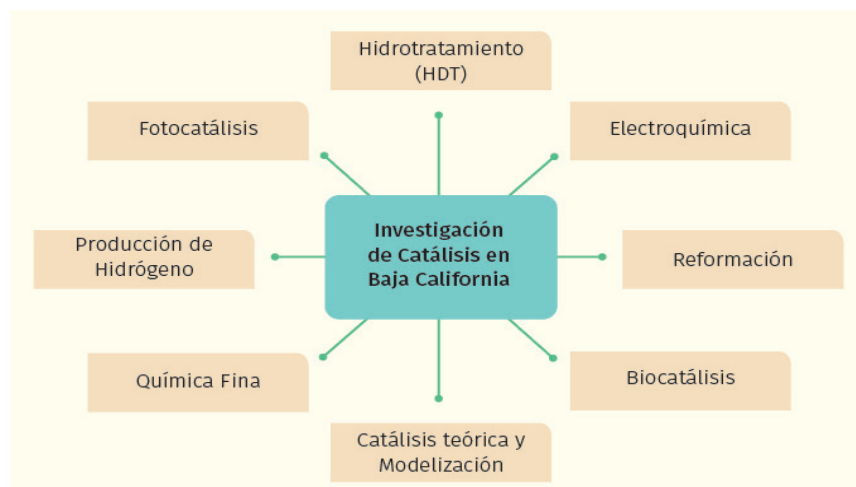 Hidrotratamiento
(HDT)
Fotocatálisis
Electroquímica
Investigación
de Catálisis en
Baja California
Producción de
Hidrógeno
Reformación
Química Fina
Biocatálisis
Catálisis teórica y
Modelización